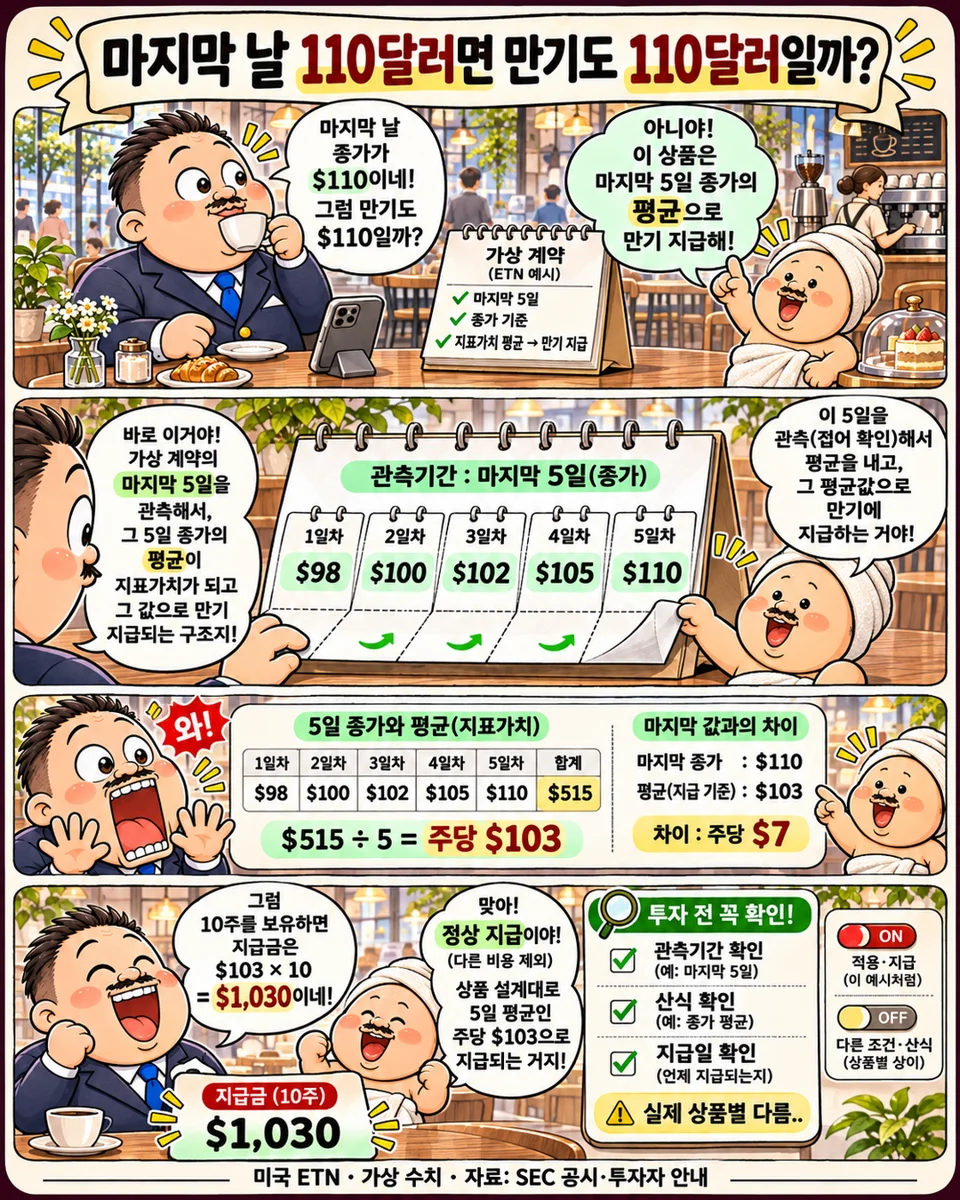 마지막 날 110달러면 만기도 110달러일까?
마지막 날
종가가
$110이네!
그럼 만기도
$110일까?
아니야!
이 상품은
마지막 5일 종가의
평균으로
만기 지급해!
가상 계약
(ETN 예시)
마지막 5일
종가 기준
지표가치 평균 → 만기 지급
바로 이거야!
가상 계약의
마지막 5일을
관측해서,
그 5일 종가의
평균이
지표가치가 되고
그 값으로 만기
지급되는 구조지!
관측기간 : 마지막 5일(종가)
1일차 2일차 3일차 4일차 5일차
$98 $100 $102 $105 $110
이 5일을
관측(접어 확인)해서
평균을 내고,
그 평균값으로
만기에
지급하는 거야!
와!
5일 종가와 평균(지표가치)
1일차 2일차 3일차 4일차 5일차 합계
$98 $100 $102 $105 $110 $515
$515 ÷ 5 = 주당 $103
마지막 값과의 차이
마지막 종가 : $110
평균(지급 기준) : $103
차이 : 주당 $7
그럼
10주를 보유하면
지급금은
$103 × 10
= $1,030이네!
맞아!
정상 지급이야!
(다른 비용 제외)
상품 설계대로
5일 평균인
주당 $103으로
지급되는 거지!
지급금 (10주)
$1,030
투자 전 꼭 확인!
관측기간 확인
(예: 마지막 5일)
산식 확인
(예: 종가 평균)
지급일 확인
(언제 지급되는지)
실제 상품별 다름..
ON
적용·지급
(이 예시처럼)
OFF
다른 조건·산식
(상품별 상이)
미국 ETN · 가상 수치 · 자료: SEC 공시·투자자 안내